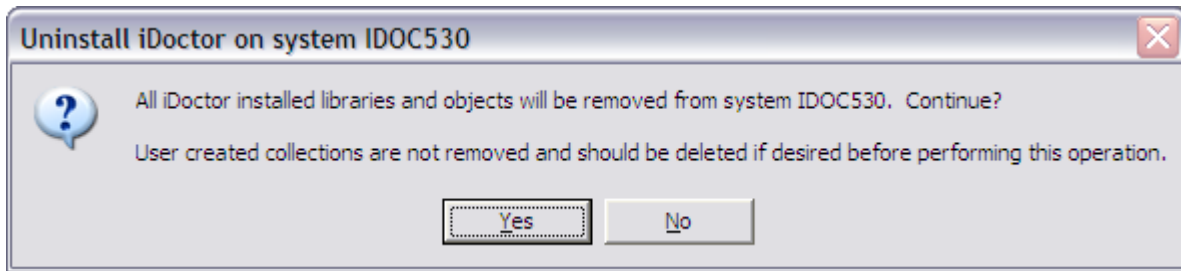 Uninstall iDoctor on system IDOC530
All iDoctor installed libraries and objects will be removed from system IDOC530.  Continue?
User created collections are not removed and should be deleted if desired before performing this operation.
Yes No